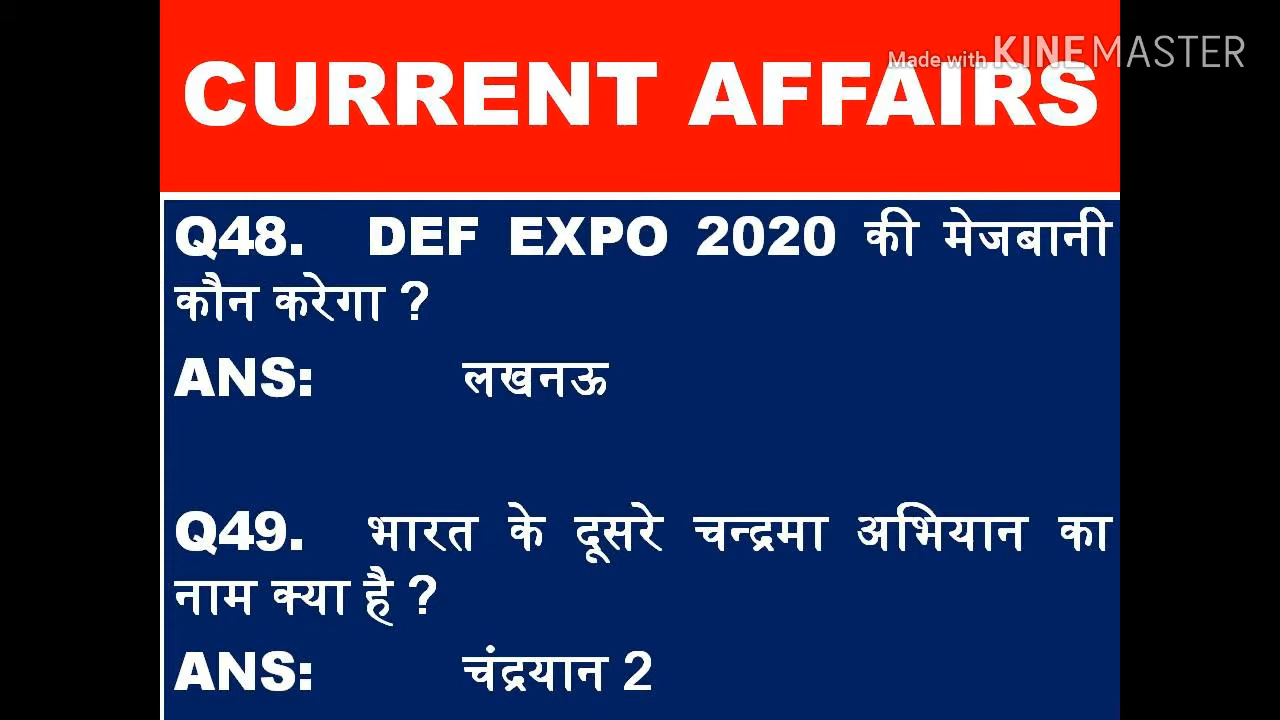 Made with KINEMASTER
CURRENT AFFAIRS
Q48. DEF EXPO 2020 की मेजबानी
कौन करेगा ?
ANS: लखनऊ
Q49. भारत के दूसरे चन्द्रमा अभियान का
नाम क्या है ?
ANS: चंद्रयान 2